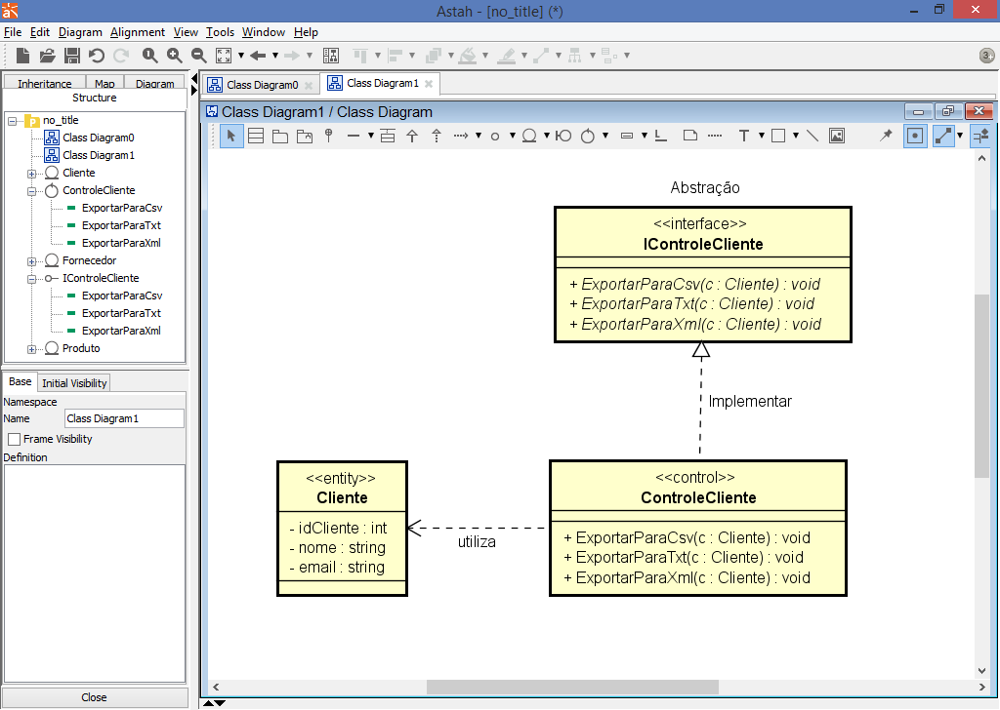 Astah - [no_title] (*)
File Edit Diagram Alignment View Tools Window Help
3
Inheritance Map Diagram
Structure
no_title
Class Diagram0
Class Diagram1
Cliente
ControleCliente
ExportarParaCsv
ExportarParaTxt
ExportarParaXml
Fornecedor
IControleCliente
ExportarParaCsv
ExportarParaTxt
ExportarParaXml
Produto
Base Initial Visibility
Namespace
Name Class Diagram1
Frame Visibility
Definition
Close
Class Diagram0 Class Diagram1
Class Diagram1 / Class Diagram
T
Abstração
<<interface>>
IControleCliente
+ ExportarParaCsv(c : Cliente) : void
+ ExportarParaTxt(c : Cliente) : void
+ ExportarParaXml(c : Cliente) : void
Implementar
<<entity>>
Cliente
- idCliente : int
- nome : string
- email : string
utiliza
<<control>>
ControleCliente
+ ExportarParaCsv(c : Cliente) : void
+ ExportarParaTxt(c : Cliente) : void
+ ExportarParaXml(c : Cliente) : void